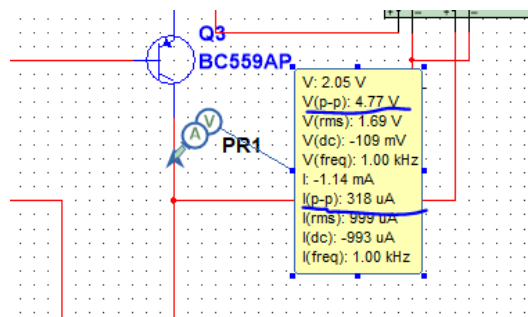 Q3
BC559AP
A
V
PR1
V: 2.05 V
V(p-p): 4.77 V
V(rms): 1.69 V
V(dc): -109 mV
V(freq): 1.00 kHz
I: -1.14 mA
I(p-p): 318 uA
I(rms): 999 uA
I(dc): -993 uA
I(freq): 1.00 kHz